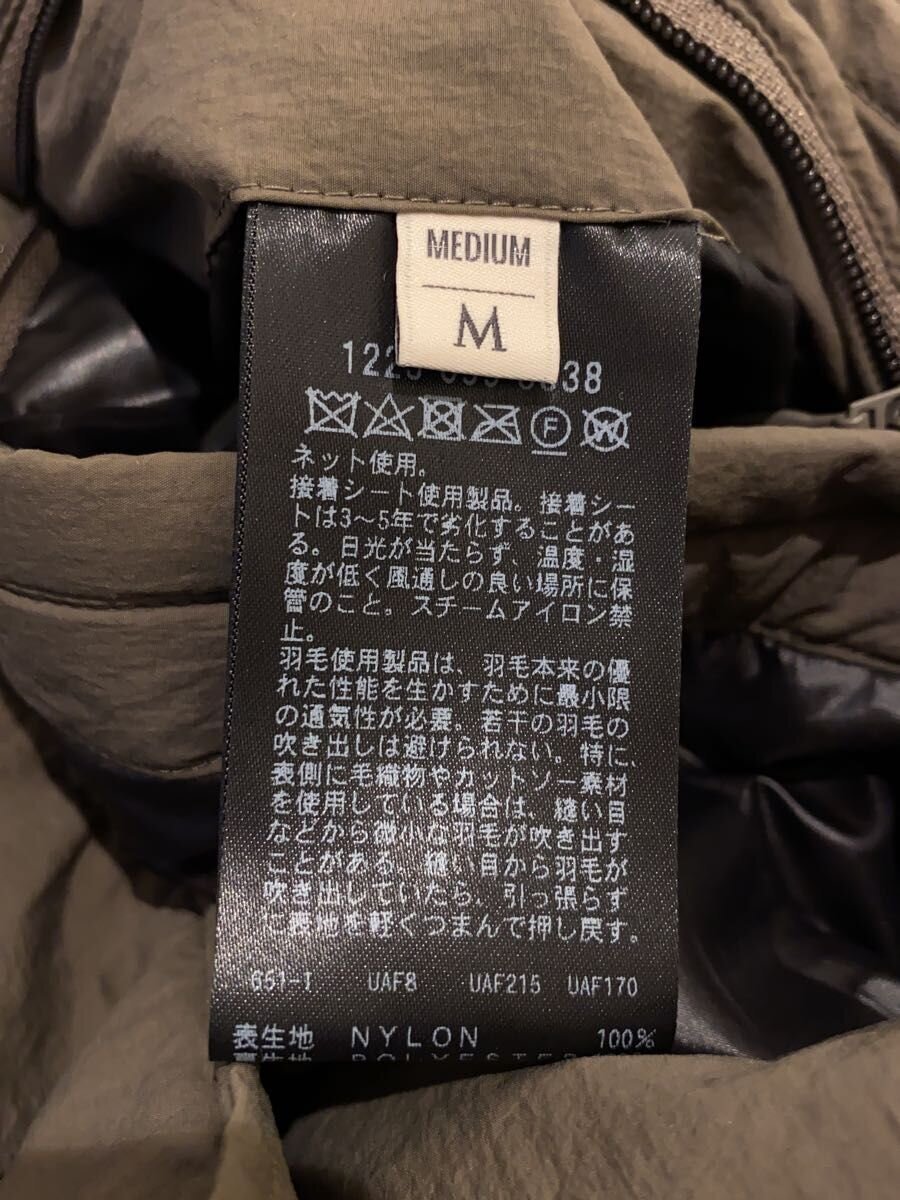 MEDIUM
M
38
F
W
ネット使用。
接着シート使用製品。接着シー
トは3〜5年で劣化することがあ
る。日光が当たらず、温度・湿
度が低く風通しの良い場所に保
管のこと。スチームアイロン禁
止。
羽毛使用製品は、羽毛本来の優
れた性能を生かすために最小限
の通気性が必要。若干の羽毛の
吹き出しは避けられない。特に、
表側に毛織物やカットソー素材
を使用している場合は、縫い目
などから微小な羽毛が吹き出す
ことがある。縫い目から羽毛が
吹き出していたら、引っ張らず
に表地を軽くつまんで押し戻す。
651-1 UAF8 UAF215 UAF170
表生地 NYLON 100%
裏生地 POLYESTER